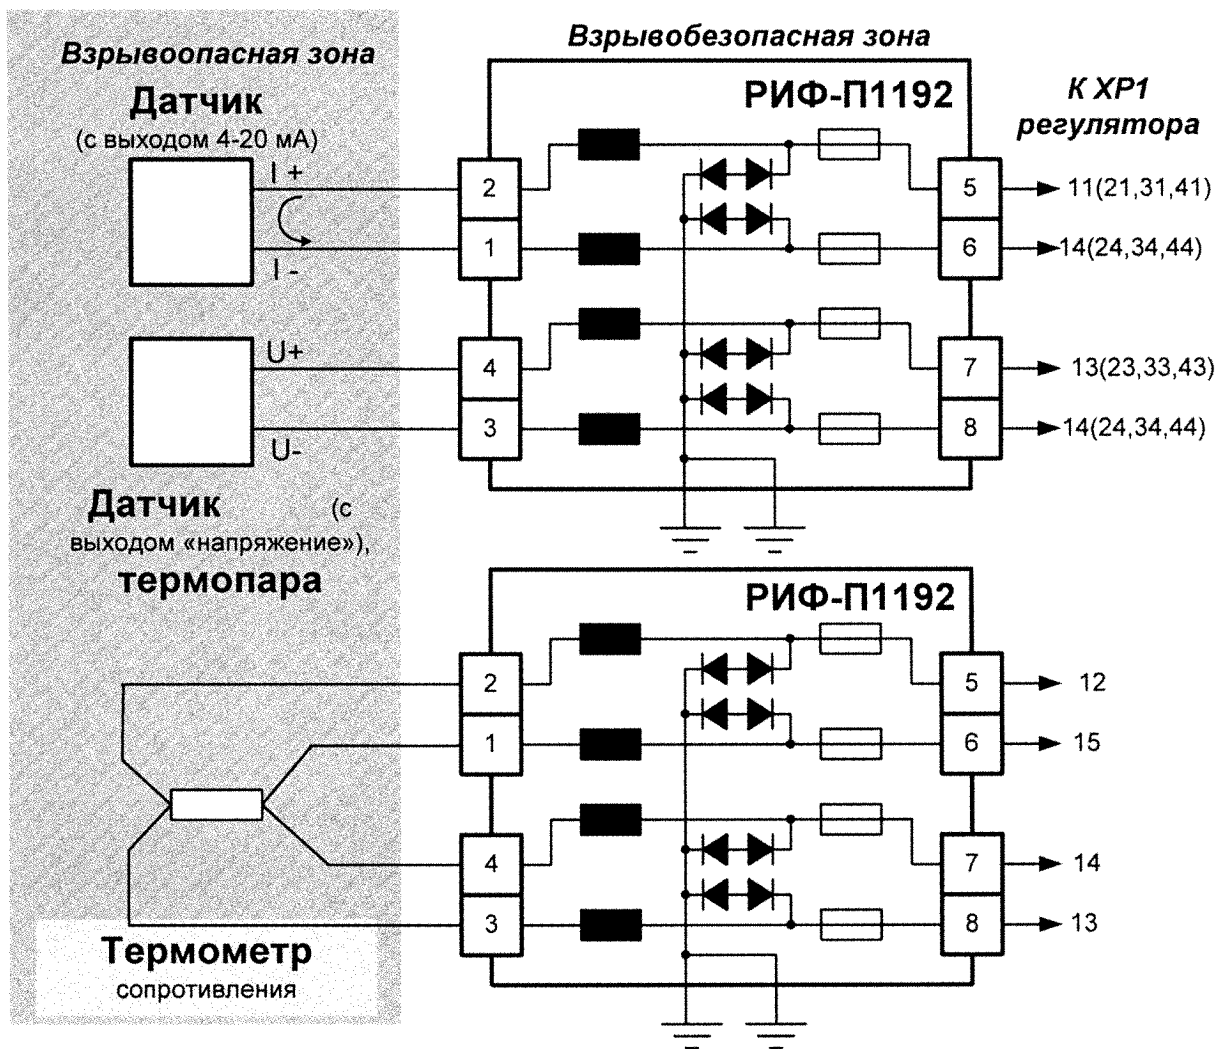 Взрывоопасная зона
Взрывобезопасная зона
Датчик
(с выходом 4-20 мА)
I +
I -
U+
U-
Датчик (с
выходом «напряжение»),
термопара
РИФ-П1192
2
1
4
3
5
6
7
8
К ХР1
регулятора
11(21,31,41)
14(24,34,44)
13(23,33,43)
14(24,34,44)
РИФ-П1192
2
1
4
3
5
6
7
8
12
15
14
13
Термометр
сопротивления